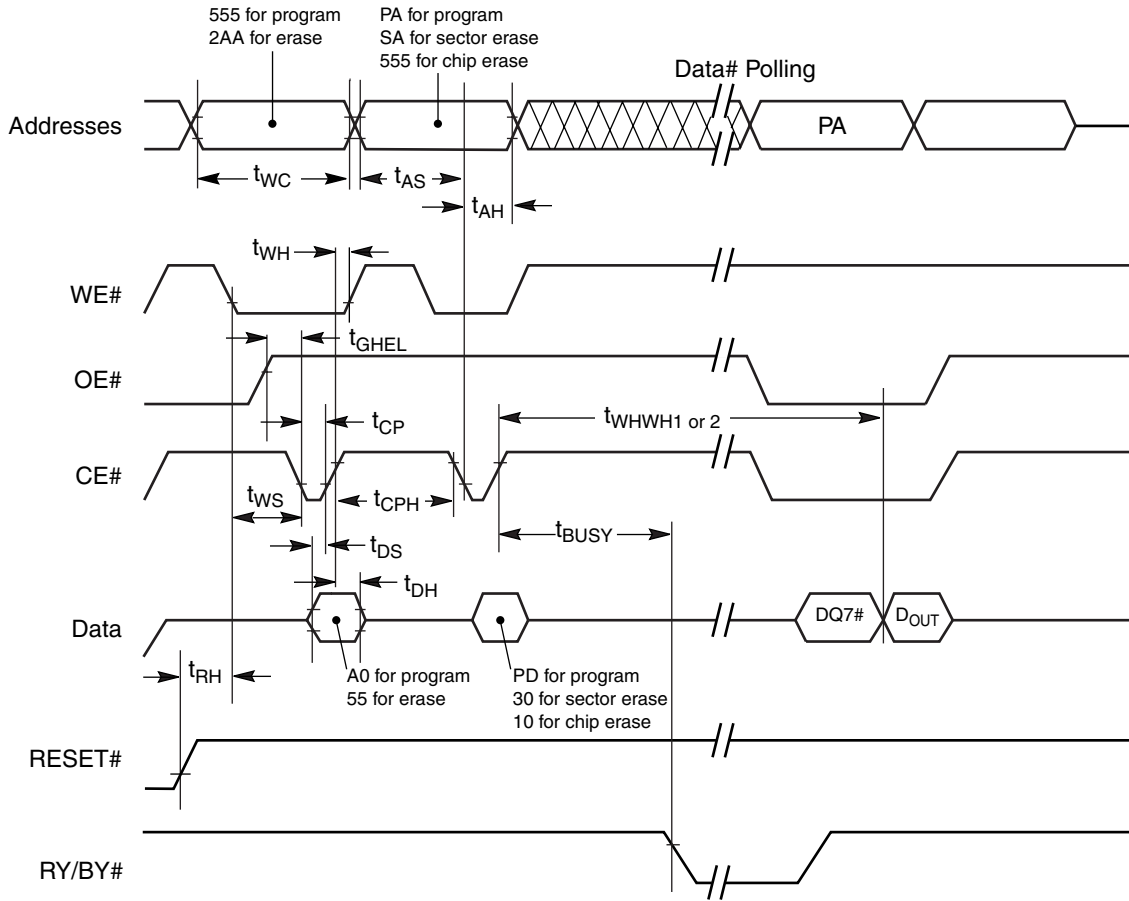 555 for program
2AA for erase
PA for program
SA for sector erase
555 for chip erase
Data# Polling
Addresses
PA
tWC
tAS
tAH
tWH
WE#
tGHEL
OE#
tCP
tWHWH1 or 2
CE#
tWS
tCPH
tBUSY
tDS
tDH
Data
DQ7#
DOUT
tRH
A0 for program
55 for erase
PD for program
30 for sector erase
10 for chip erase
RESET#
RY/BY#